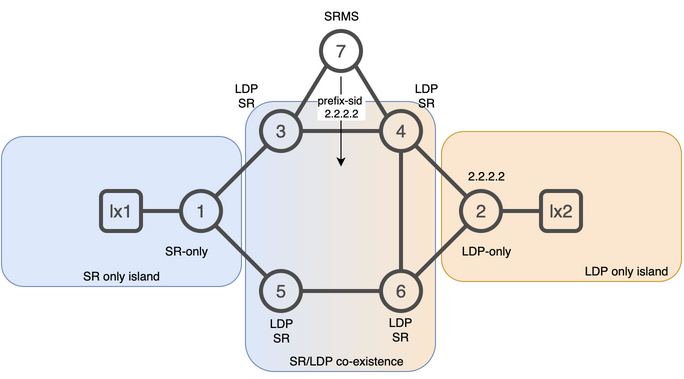 SRMS
7
LDP
SR
LDP
SR
prefix-sid
2.2.2.2
3
4
2.2.2.2
lx1
1
2
lx2
SR-only
LDP-only
SR only island
LDP only island
5
6
LDP
SR
LDP
SR
SR/LDP co-existence